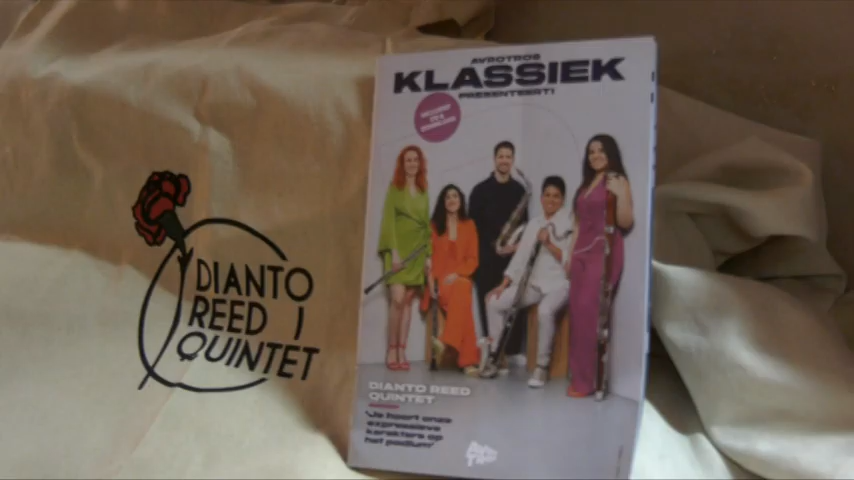 DIANTO
REED
QUINTET
AVROTROS
KLASSIEK
PRESENTEERT!
DIANTO REED
QUINTET
'Je hoort onze
expressieve
karakters op
het podium'